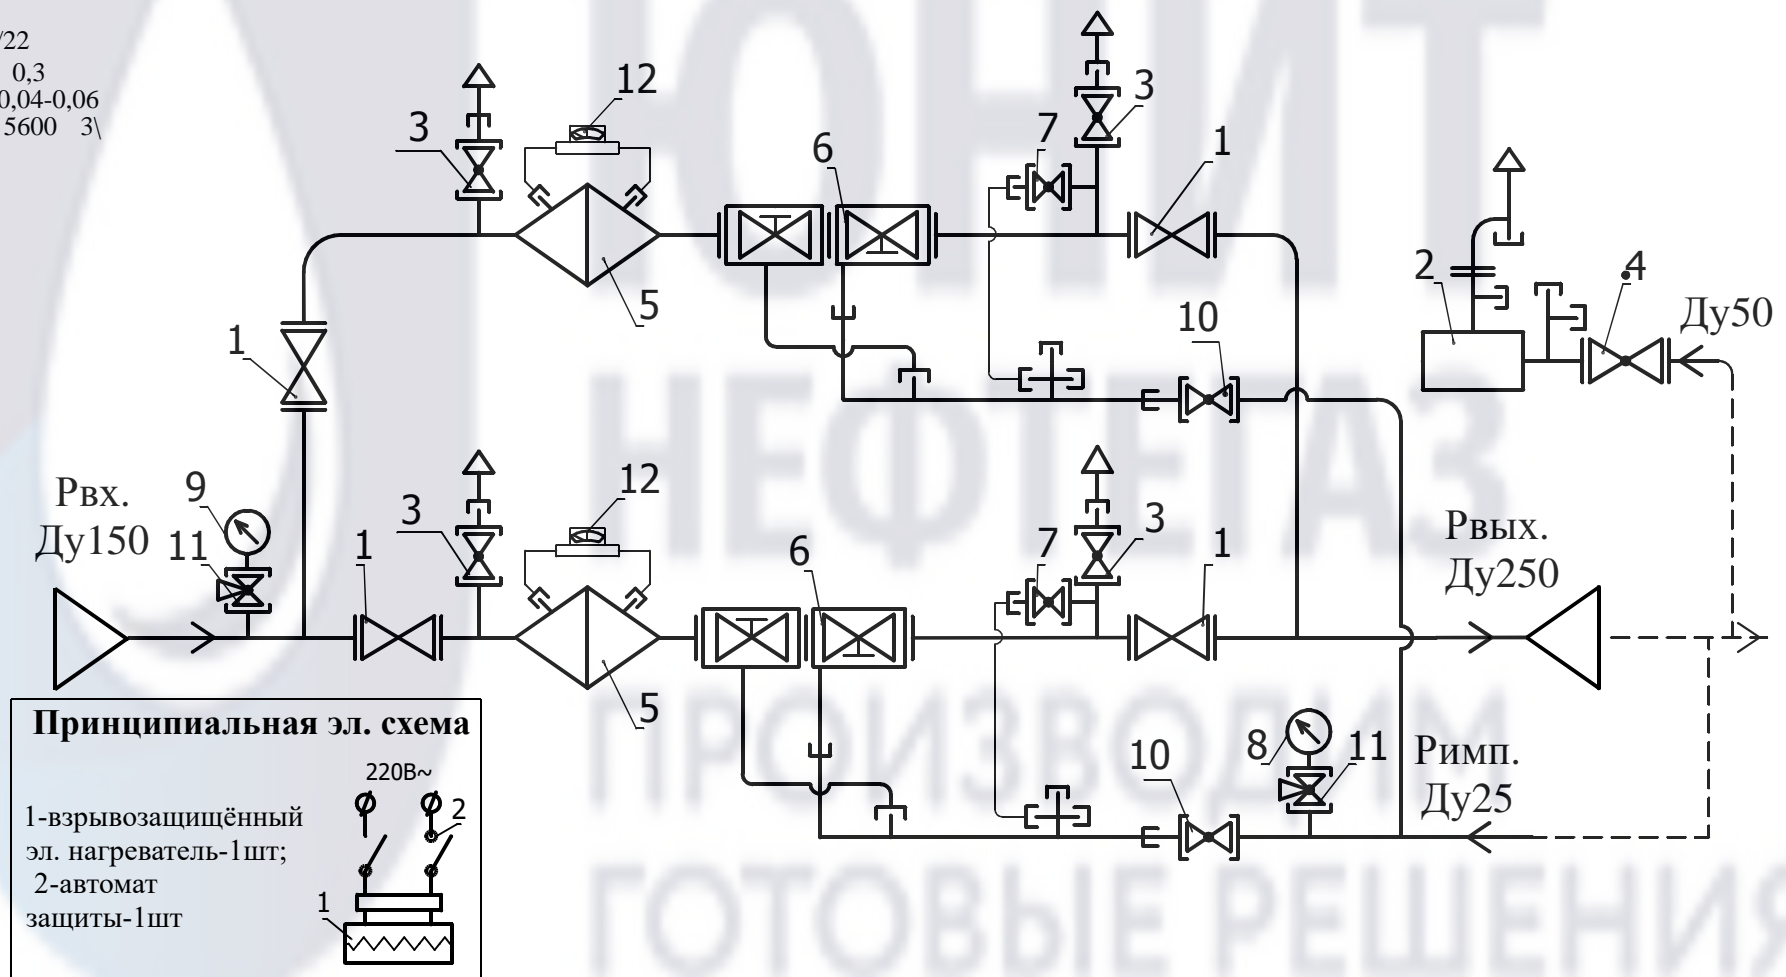 /22
0,3
0,04-0,06
5600 3\
ЮНИТ
НЕФТЕГАЗ
ПРОИЗВОДИМ
ГОТОВЫЕ РЕШЕНИЯ
12
3
3
7
6
1
2
4
Ду50
5
10
1
Рвх.
Ду150
9
11
1
3
12
6
7
3
1
Рвых.
Ду250
5
10
8
11
Римп.
Ду25
Принципиальная эл. схема
220В~
1-взрывозащищённый
эл. нагреватель-1шт;
2-автомат
защиты-1шт
2
1